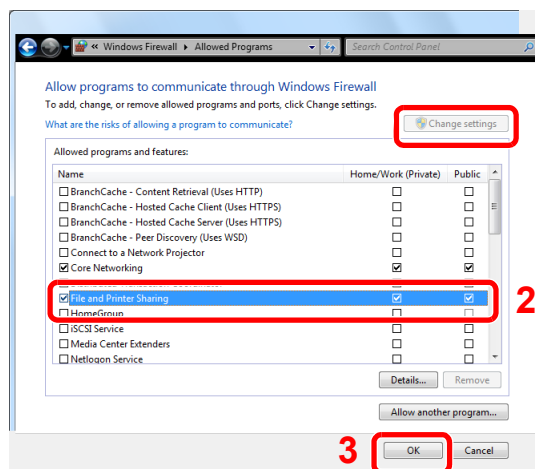 « Windows Firewall ▸ Allowed Programs Search Control Panel
Allow programs to communicate through Windows Firewall
To add, change, or remove allowed programs and ports, click Change settings.
What are the risks of allowing a program to communicate? Change settings
Allowed programs and features:
Name Home/Work (Private) Public
BranchCache - Content Retrieval (Uses HTTP)
BranchCache - Hosted Cache Client (Uses HTTPS)
BranchCache - Hosted Cache Server (Uses HTTPS)
BranchCache - Peer Discovery (Uses WSD)
Connect to a Network Projector
Core Networking
File and Printer Sharing
2
HomeGroup
iSCSI Service
Media Center Extenders
Netlogon Service
Details... Remove
Allow another program...
3 OK Cancel